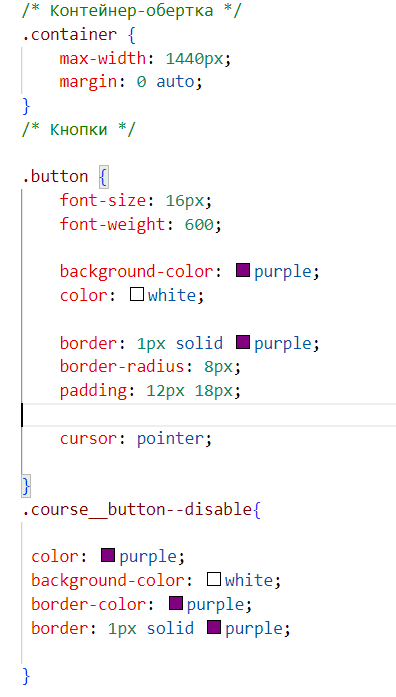 /* Контейнер-обертка */
.container {
max-width: 1440px;
margin: 0 auto;
}
/* Кнопки */
.button {
font-size: 16px;
font-weight: 600;
background-color: purple;
color: white;
border: 1px solid purple;
border-radius: 8px;
padding: 12px 18px;
cursor: pointer;
}
.course__button--disable{
color: purple;
background-color: white;
border-color: purple;
border: 1px solid purple;
}